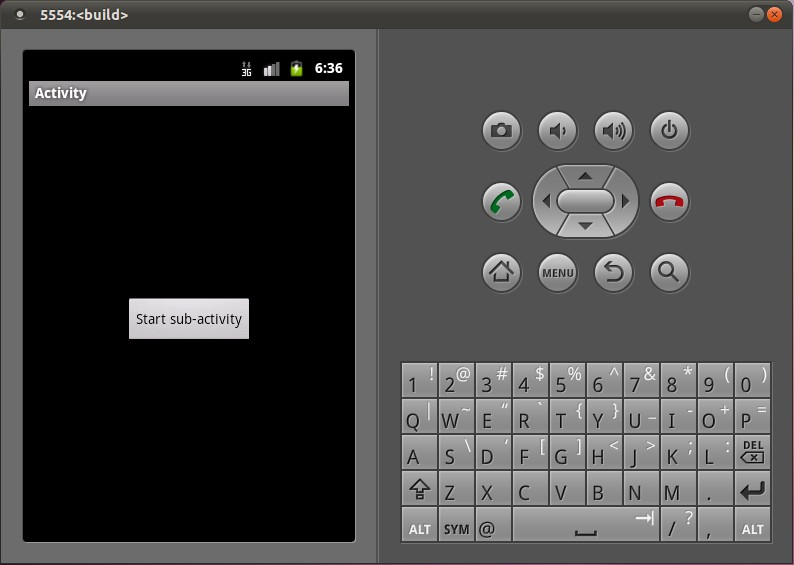 5554:<build>
3G 6:36
Activity
Start sub-activity
MENU
1 ! 2 @ 3 # 4 $ 5 % 6 ^ 7 & 8 * 9 ( 0 )
Q | W ~ E “ R ` T { Y } U _ I - O + P =
A S \ D ‘ F [ G ] H < J > K ; L : DEL
Z X C V B N M .
ALT SYM @ / ? , ALT